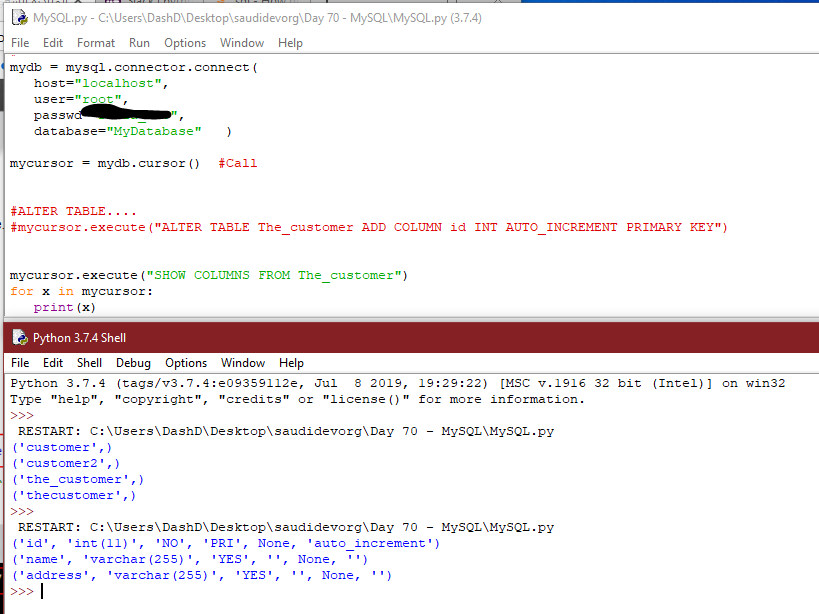 MySQL.py - C:\Users\DashD\Desktop\saudidevorg\Day 70 - MySQL\MySQL.py (3.7.4)
File Edit Format Run Options Window Help
mydb = mysql.connector.connect(
host="localhost",
user="root",
passwd ",
database="MyDatabase" )
mycursor = mydb.cursor() #Call
#ALTER TABLE....
#mycursor.execute("ALTER TABLE The_customer ADD COLUMN id INT AUTO_INCREMENT PRIMARY KEY")
mycursor.execute("SHOW COLUMNS FROM The_customer")
for x in mycursor:
print(x)
Python 3.7.4 Shell
File Edit Shell Debug Options Window Help
Python 3.7.4 (tags/v3.7.4:e09359112e, Jul 8 2019, 19:29:22) [MSC v.1916 32 bit (Intel)] on win32
Type "help", "copyright", "credits" or "license()" for more information.
>>>
RESTART: C:\Users\DashD\Desktop\saudidevorg\Day 70 - MySQL\MySQL.py
('customer',)
('customer2',)
('the_customer',)
('thecustomer',)
>>>
RESTART: C:\Users\DashD\Desktop\saudidevorg\Day 70 - MySQL\MySQL.py
('id', 'int(11)', 'NO', 'PRI', None, 'auto_increment')
('name', 'varchar(255)', 'YES', '', None, '')
('address', 'varchar(255)', 'YES', '', None, '')
>>>